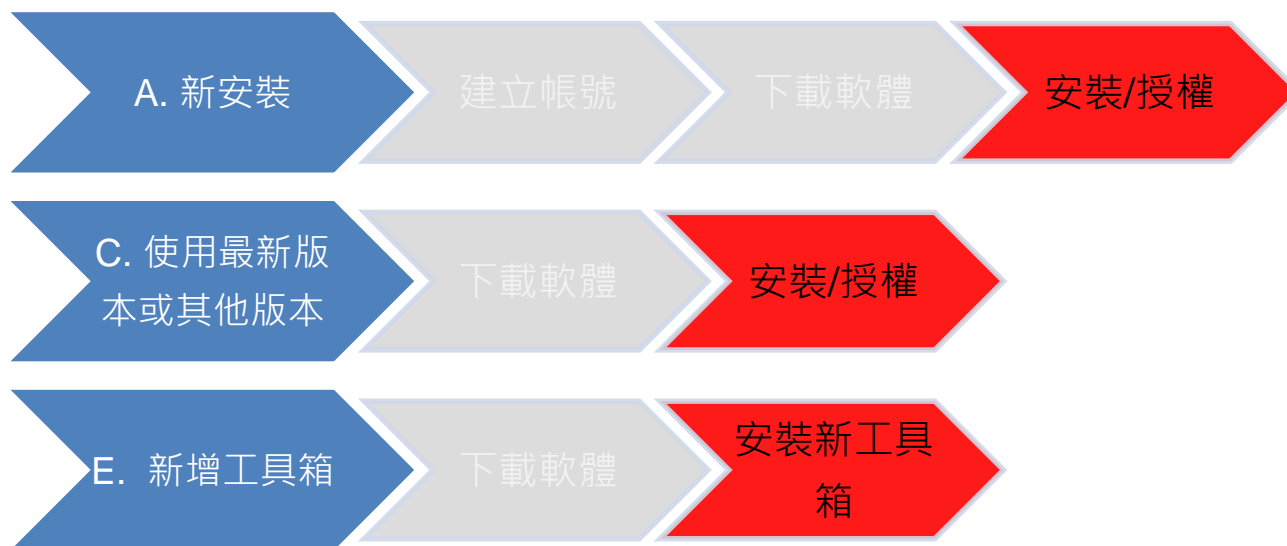 A. 新安裝
建立帳號
下載軟體
安裝/授權
C. 使用最新版
本或其他版本
下載軟體
安裝/授權
E. 新增工具箱
下載軟體
安裝新工具
箱